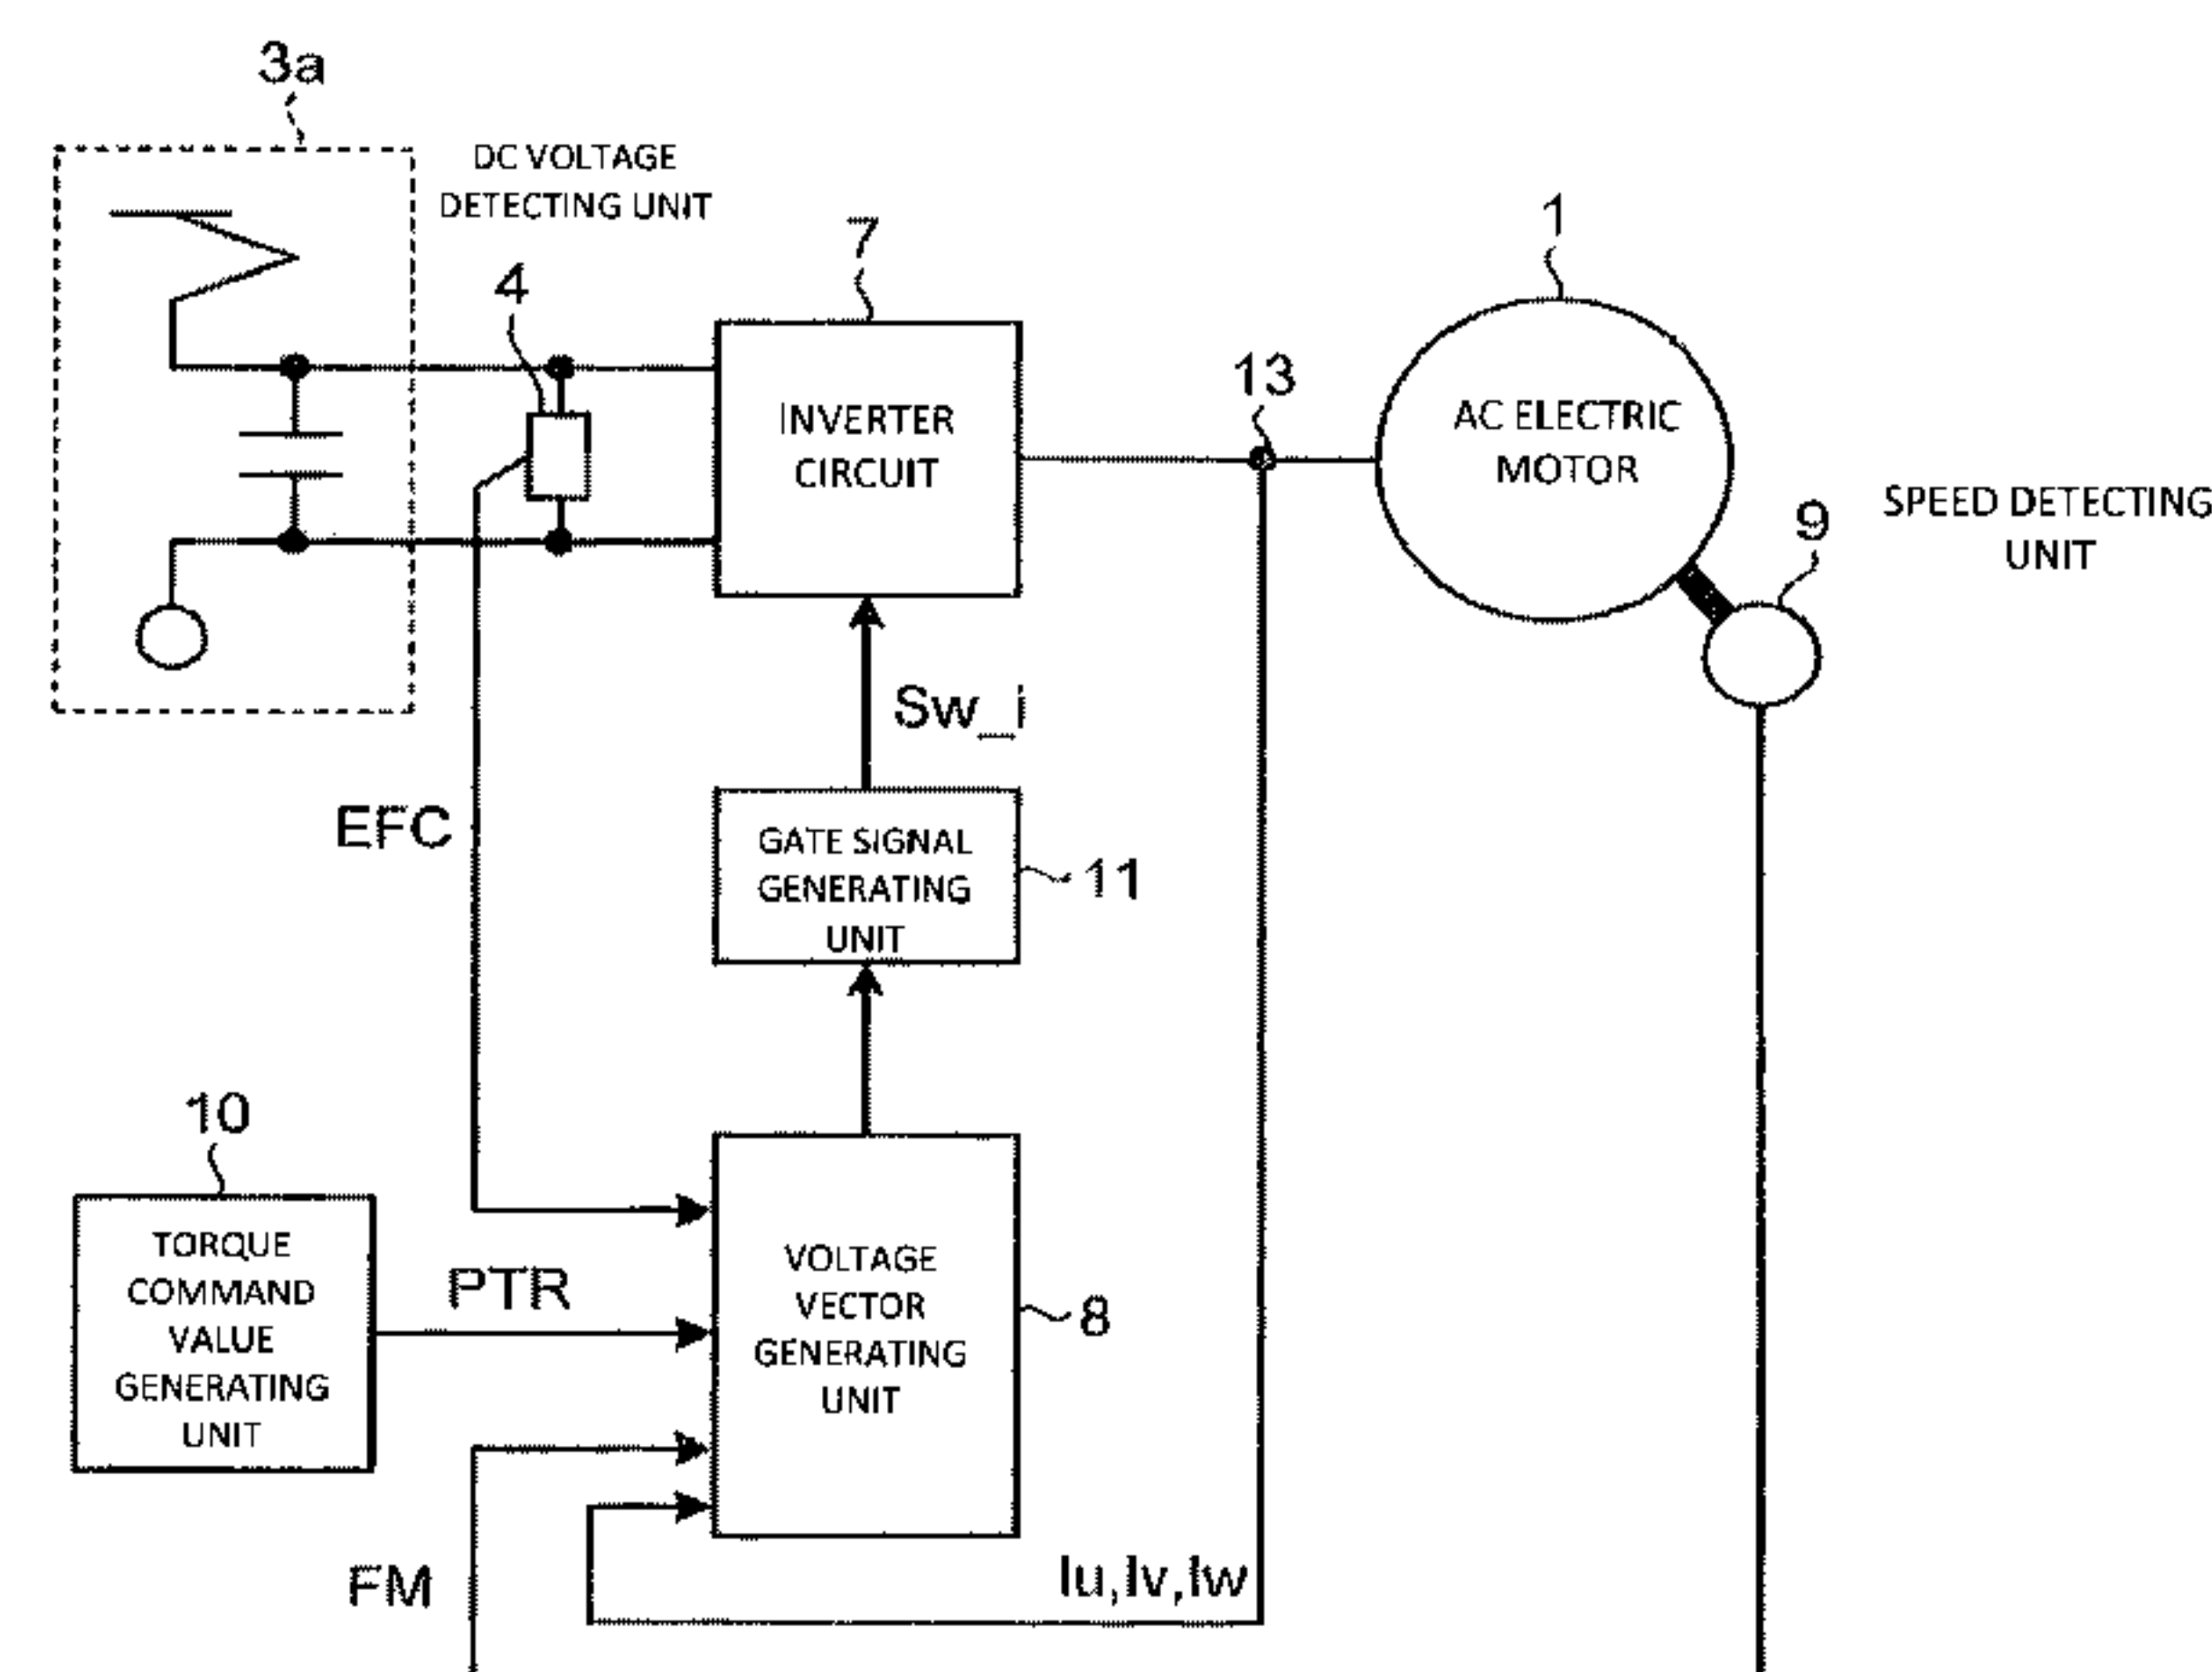 3a
DC VOLTAGE
DETECTING UNIT
4
7
1
13
INVERTER
CIRCUIT
AC ELECTRIC
MOTOR
9
SPEED DETECTING
UNIT
Sw_i
EFC
GATE SIGNAL
GENERATING
UNIT
11
10
TORQUE
COMMAND
VALUE
GENERATING
UNIT
PTR
VOLTAGE
VECTOR
GENERATING
UNIT
8
FM
Iu,Iv,Iw